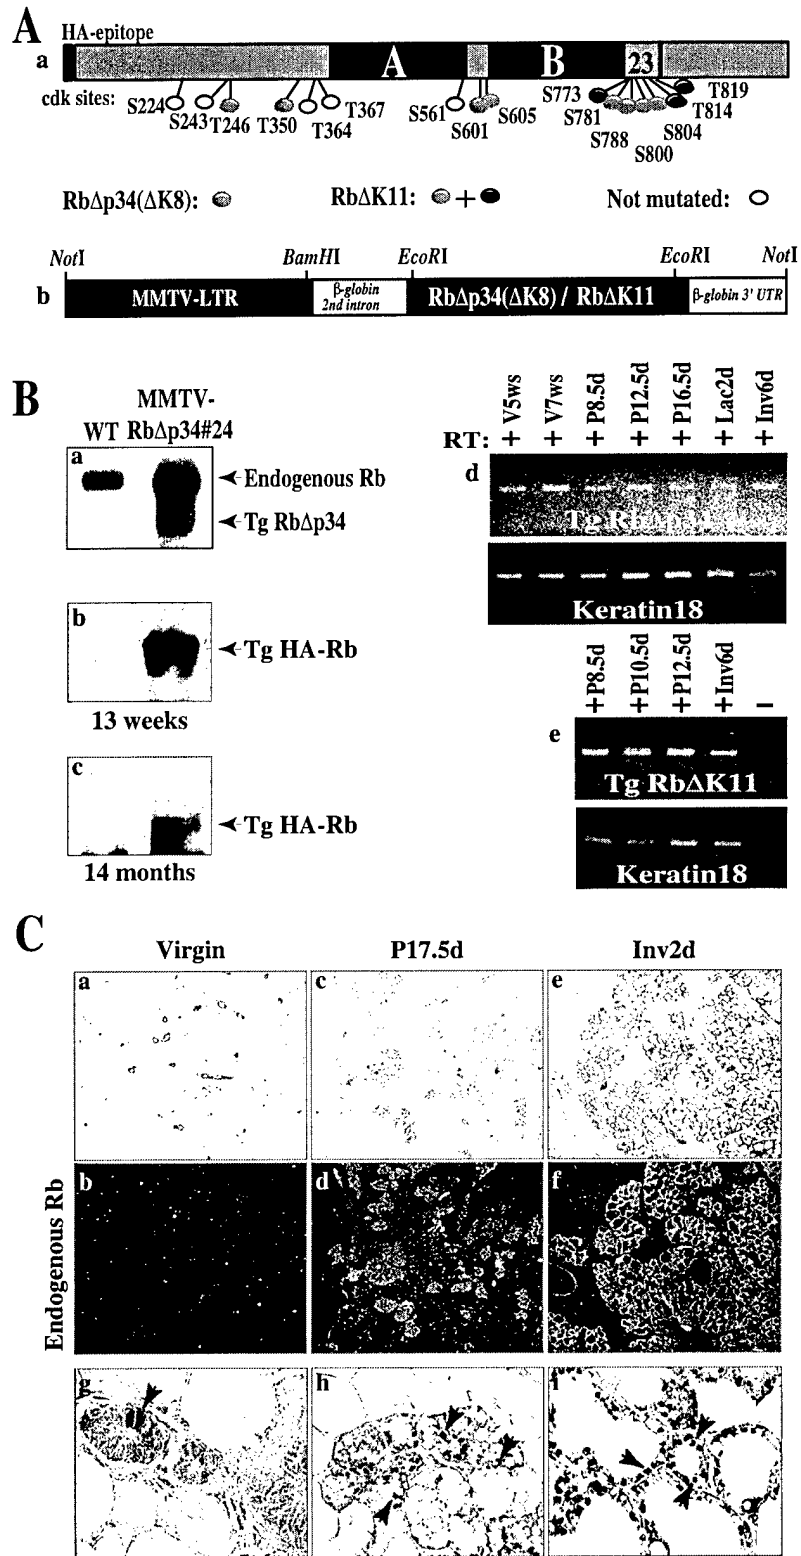 A
HA-epitope
a
A B 23
cdk sites:
S224 S243 T246 T350 T364 T367 S561 S601 S605 S773 S781 S788 S800 S804 T814 T819
RbΔp34(ΔK8): RbΔK11: + Not mutated:
NotI BamHI EcoRI EcoRI NotI
b MMTV-LTR β-globin 2nd intron RbΔp34(ΔK8) / RbΔK11 β-globin 3' UTR
B
WT MMTV-RbΔp34#24
a
Endogenous Rb
Tg RbΔp34
b
Tg HA-Rb
13 weeks
c
Tg HA-Rb
14 months
V5ws V7ws P8.5d P12.5d P16.5d Lac2d Inv6d
RT: + + + + + + +
d
Tg RbΔp34
Keratin18
P8.5d P10.5d P12.5d Inv6d
+ + + + –
e
Tg RbΔK11
Keratin18
C
Virgin P17.5d Inv2d
a c e
Endogenous Rb
b d f
g h i